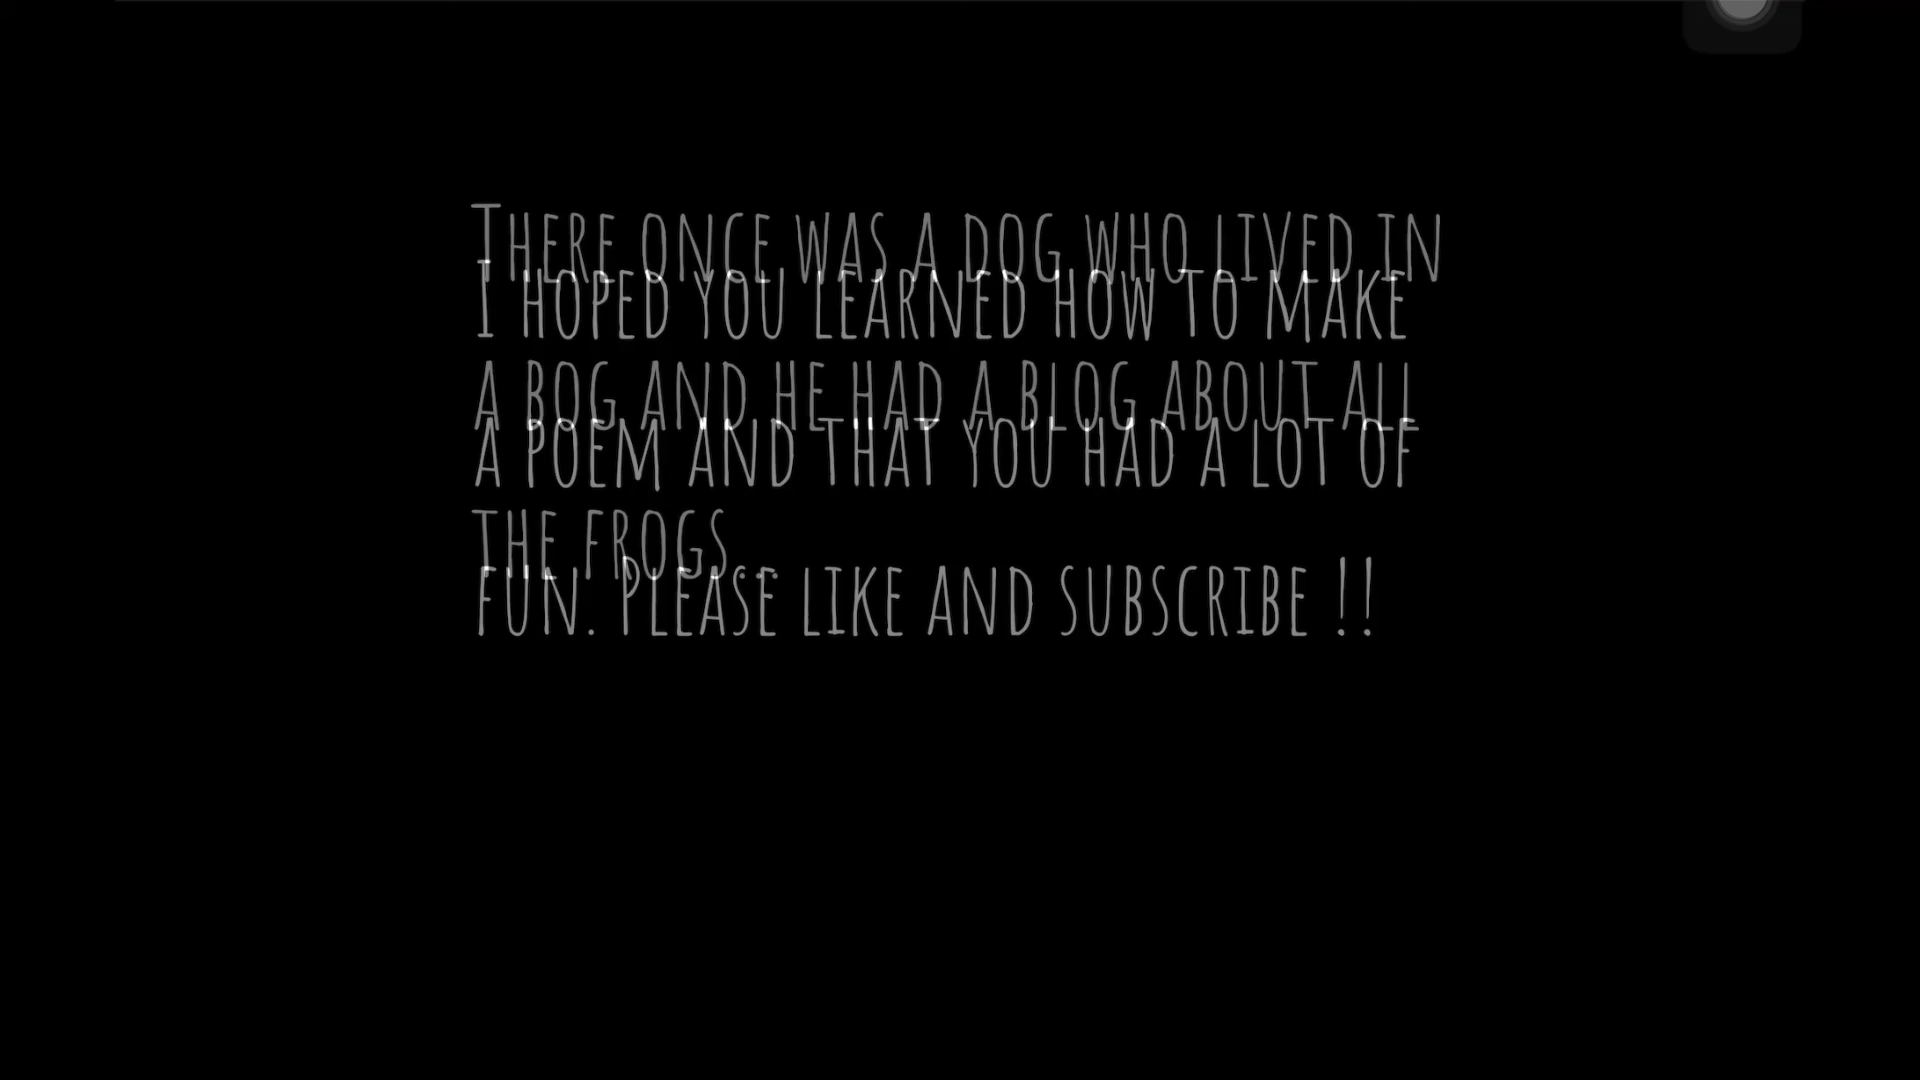 There once was a dog who lived in
I hoped you learned how to make
a bog and he had a blog about all
a poem and that you had a lot of
the frogs...
fun. Please like and subscribe !!